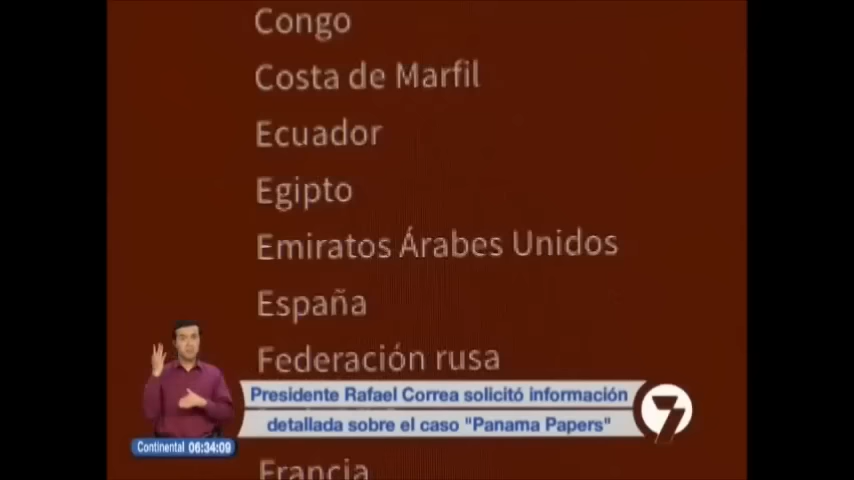 Congo
Costa de Marfil
Ecuador
Egipto
Emiratos Árabes Unidos
España
Federación rusa
Presidente Rafael Correa solicitó información
detallada sobre el caso "Panama Papers"
7
Continental 06:34:09
Francia